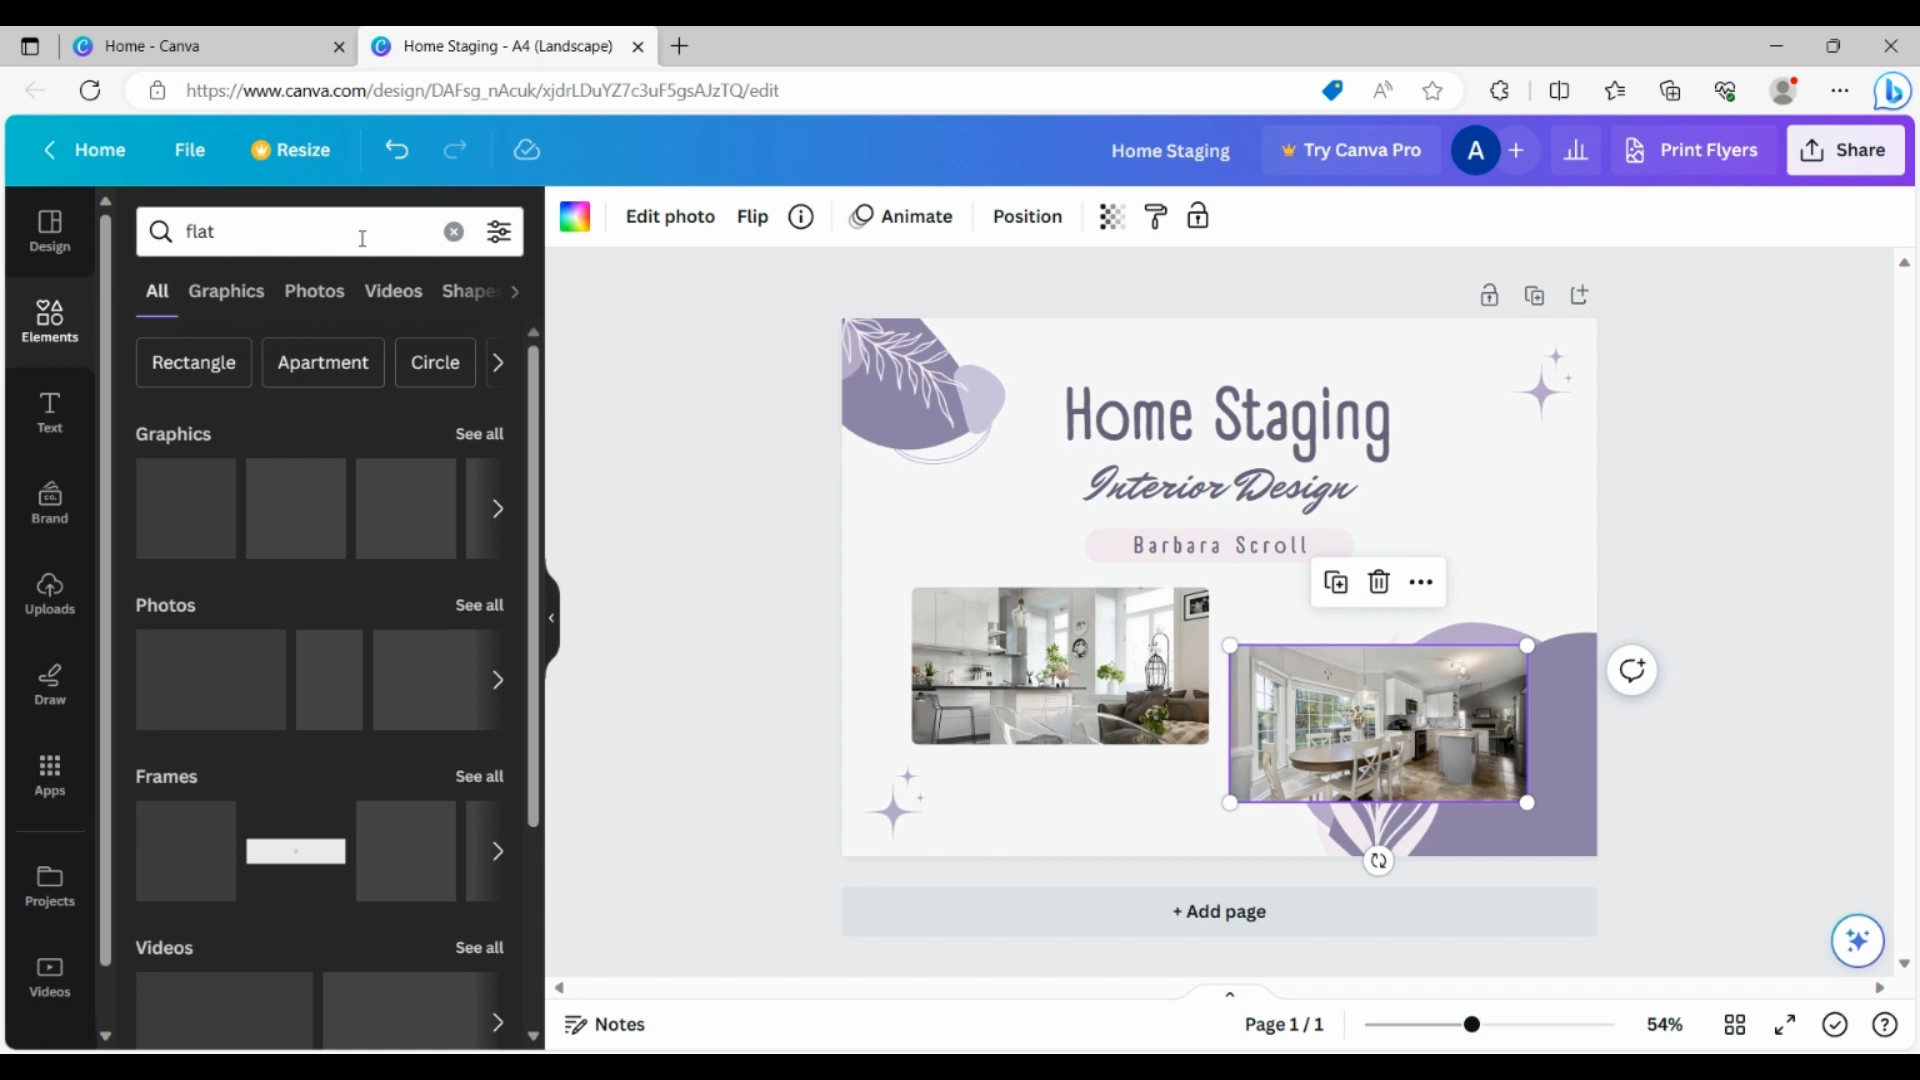 Home - Canva
Home Staging - A4 (Landscape)
https://www.canva.com/design/DAFsg_nAcuk/xjdrLDuYZ7c3uF5gsAJzTQ/edit
Home
File
Resize
Home Staging
Try Canva Pro
A
Print Flyers
Share
Design
Elements
Text
CO.
Brand
Uploads
Draw
Apps
Projects
Videos
flat
All
Graphics
Photos
Videos
Shapes
Rectangle
Apartment
Circle
Graphics
See all
Photos
See all
Frames
See all
Videos
See all
Edit photo
Flip
Animate
Position
Home Staging
Interior Design
Barbara Scroll
+ Add page
Notes
Page 1 / 1
54%